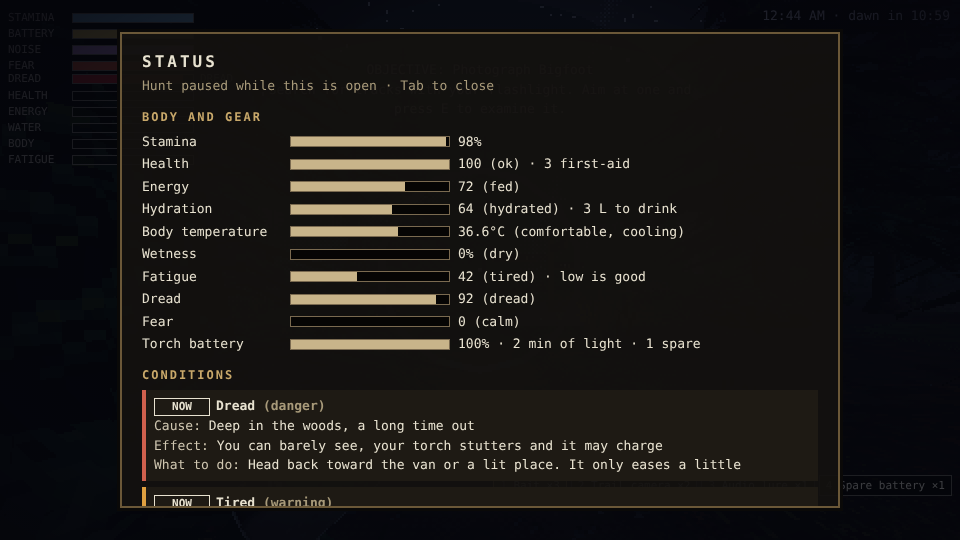 STAMINA
BATTERY
NOISE
FEAR
DREAD
HEALTH
ENERGY
WATER
BODY
FATIGUE
12:44 AM · dawn in 10:59
STATUS
Hunt paused while this is open · Tab to close
BODY AND GEAR
Stamina 98%
Health 100 (ok) · 3 first-aid
Energy 72 (fed)
Hydration 64 (hydrated) · 3 L to drink
Body temperature 36.6°C (comfortable, cooling)
Wetness 0% (dry)
Fatigue 42 (tired) · low is good
Dread 92 (dread)
Fear 0 (calm)
Torch battery 100% · 2 min of light · 1 spare
CONDITIONS
NOW Dread (danger)
Cause: Deep in the woods, a long time out
Effect: You can barely see, your torch stutters and it may charge
What to do: Head back toward the van or a lit place. It only eases a little
Spare battery ×1
NOW Tired (warning)